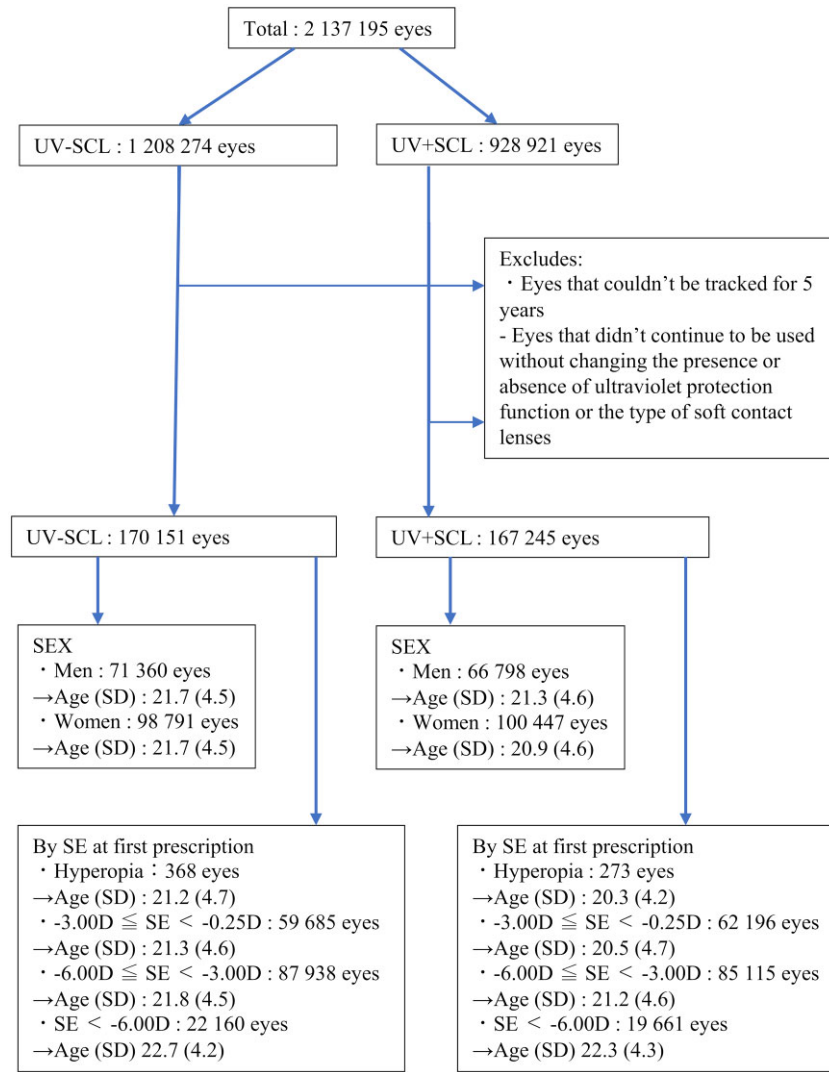 Total : 2 137 195 eyes
UV-SCL : 1 208 274 eyes
UV+SCL : 928 921 eyes
Excludes:
・Eyes that couldn’t be tracked for 5
years
- Eyes that didn’t continue to be used
without changing the presence or
absence of ultraviolet protection
function or the type of soft contact
lenses
UV-SCL : 170 151 eyes
UV+SCL : 167 245 eyes
SEX
・Men : 71 360 eyes
→Age (SD) : 21.7 (4.5)
・Women : 98 791 eyes
→Age (SD) : 21.7 (4.5)
SEX
・Men : 66 798 eyes
→Age (SD) : 21.3 (4.6)
・Women : 100 447 eyes
→Age (SD) : 20.9 (4.6)
By SE at first prescription
・Hyperopia：368 eyes
→Age (SD) : 21.2 (4.7)
・-3.00D ≦ SE < -0.25D : 59 685 eyes
→Age (SD) : 21.3 (4.6)
・-6.00D ≦ SE < -3.00D : 87 938 eyes
→Age (SD) : 21.8 (4.5)
・SE < -6.00D : 22 160 eyes
→Age (SD) 22.7 (4.2)
By SE at first prescription
・Hyperopia : 273 eyes
→Age (SD) : 20.3 (4.2)
・-3.00D ≦ SE < -0.25D : 62 196 eyes
→Age (SD) : 20.5 (4.7)
・-6.00D ≦ SE < -3.00D : 85 115 eyes
→Age (SD) : 21.2 (4.6)
・SE < -6.00D : 19 661 eyes
→Age (SD) 22.3 (4.3)